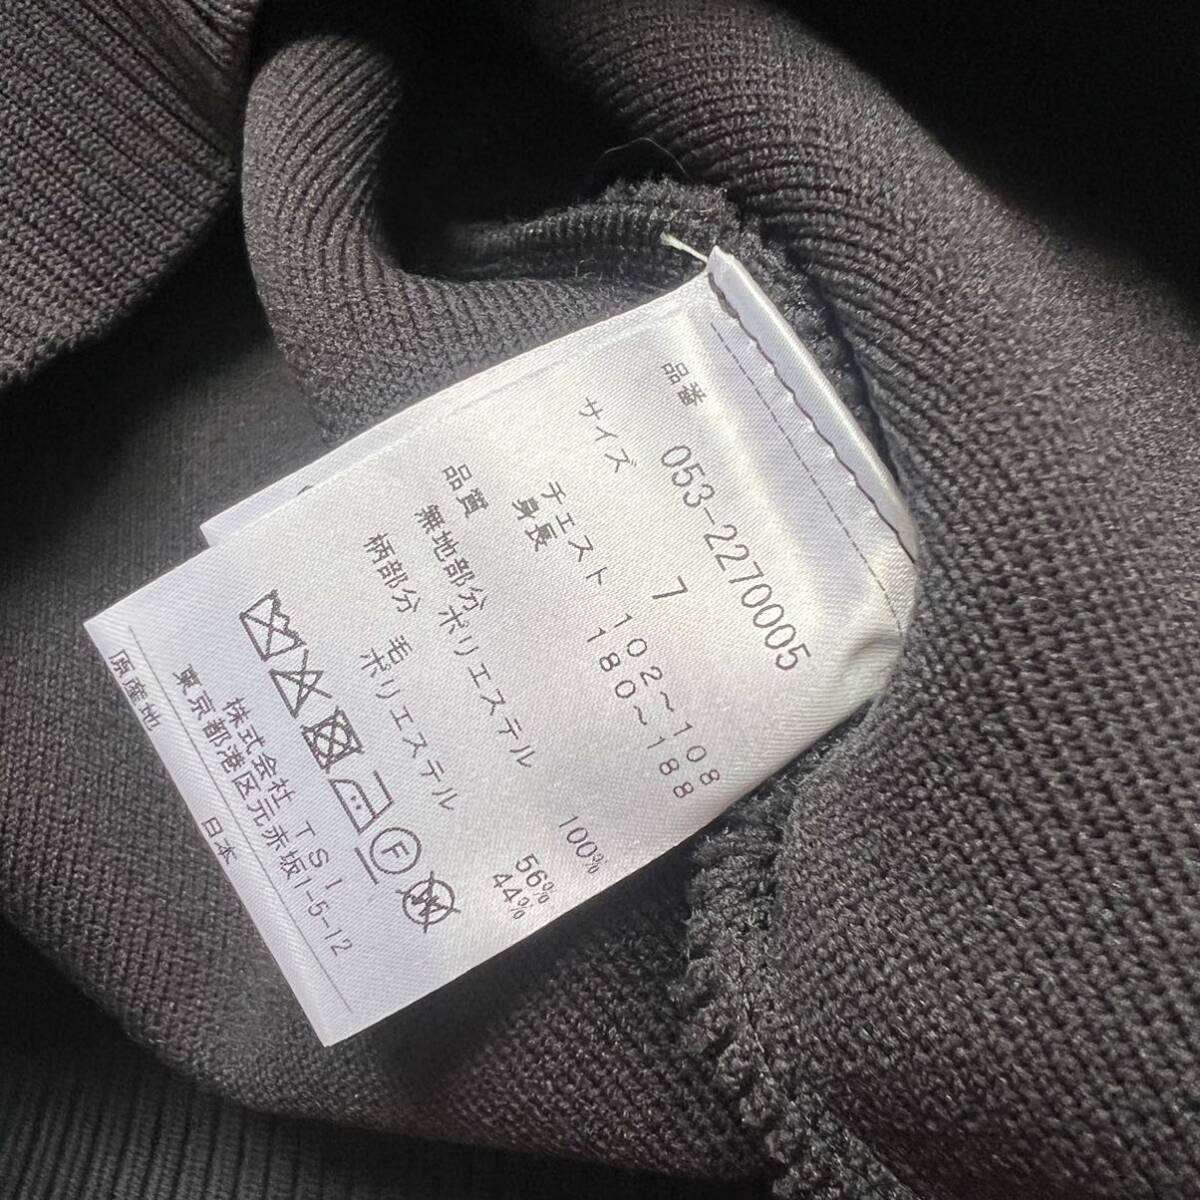 品番 053-2270005
サイズ 7
チェスト 102～108
身長 180～188
品質
無地部分 ポリエステル 100%
柄部分 毛 56%
ポリエステル 44%
F
株式会社 TSI
東京都港区元赤坂1-5-12
原産地 日本